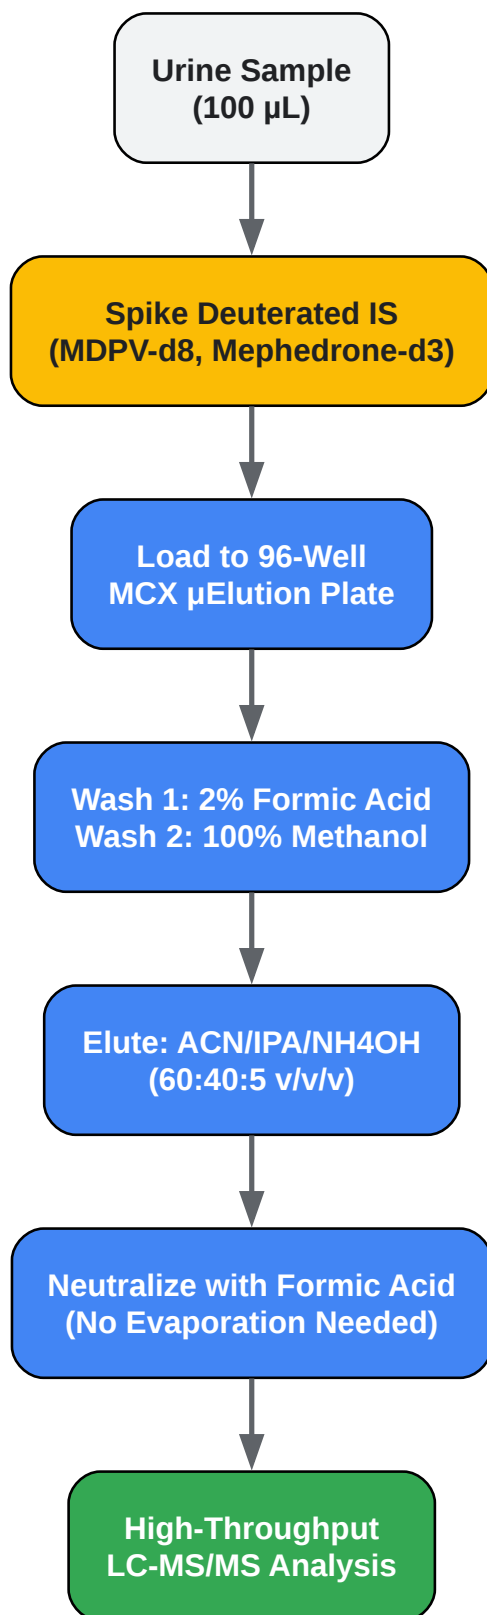 Urine Sample
(100 µL)
Spike Deuterated IS
(MDPV-d8, Mephedrone-d3)
Load to 96-Well
MCX µElution Plate
Wash 1: 2% Formic Acid
Wash 2: 100% Methanol
Elute: ACN/IPA/NH4OH
(60:40:5 v/v/v)
Neutralize with Formic Acid
(No Evaporation Needed)
High-Throughput
LC-MS/MS Analysis